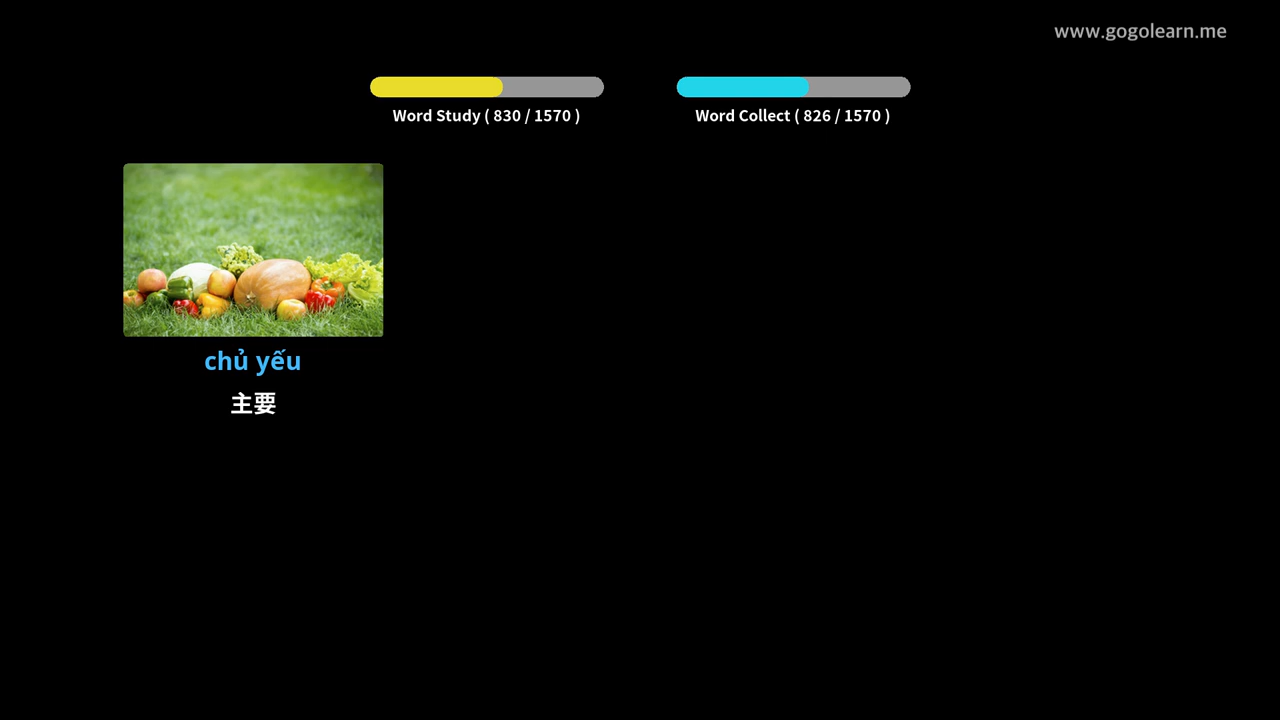 www.gogolearn.me
Word Study ( 830 / 1570 )
Word Collect ( 826 / 1570 )
chủ yếu
主要